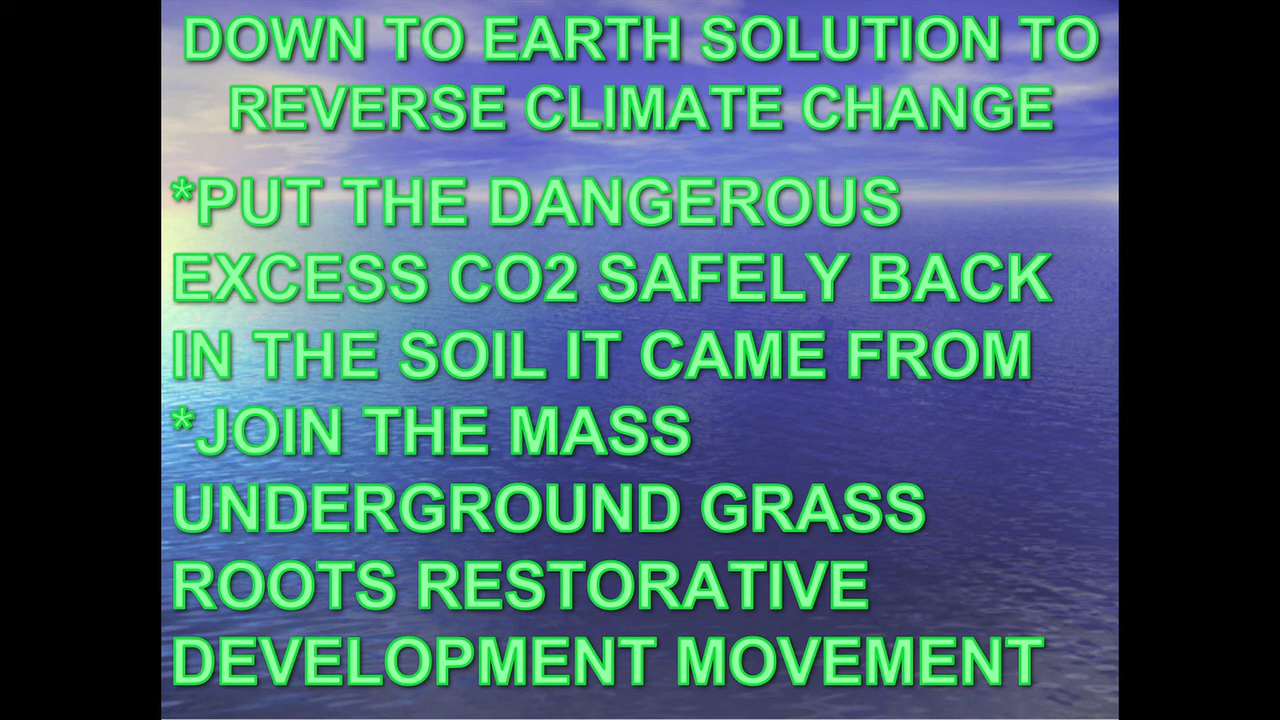 DOWN TO EARTH SOLUTION TO
REVERSE CLIMATE CHANGE
*PUT THE DANGEROUS
EXCESS CO2 SAFELY BACK
IN THE SOIL IT CAME FROM
*JOIN THE MASS
UNDERGROUND GRASS
ROOTS RESTORATIVE
DEVELOPMENT MOVEMENT